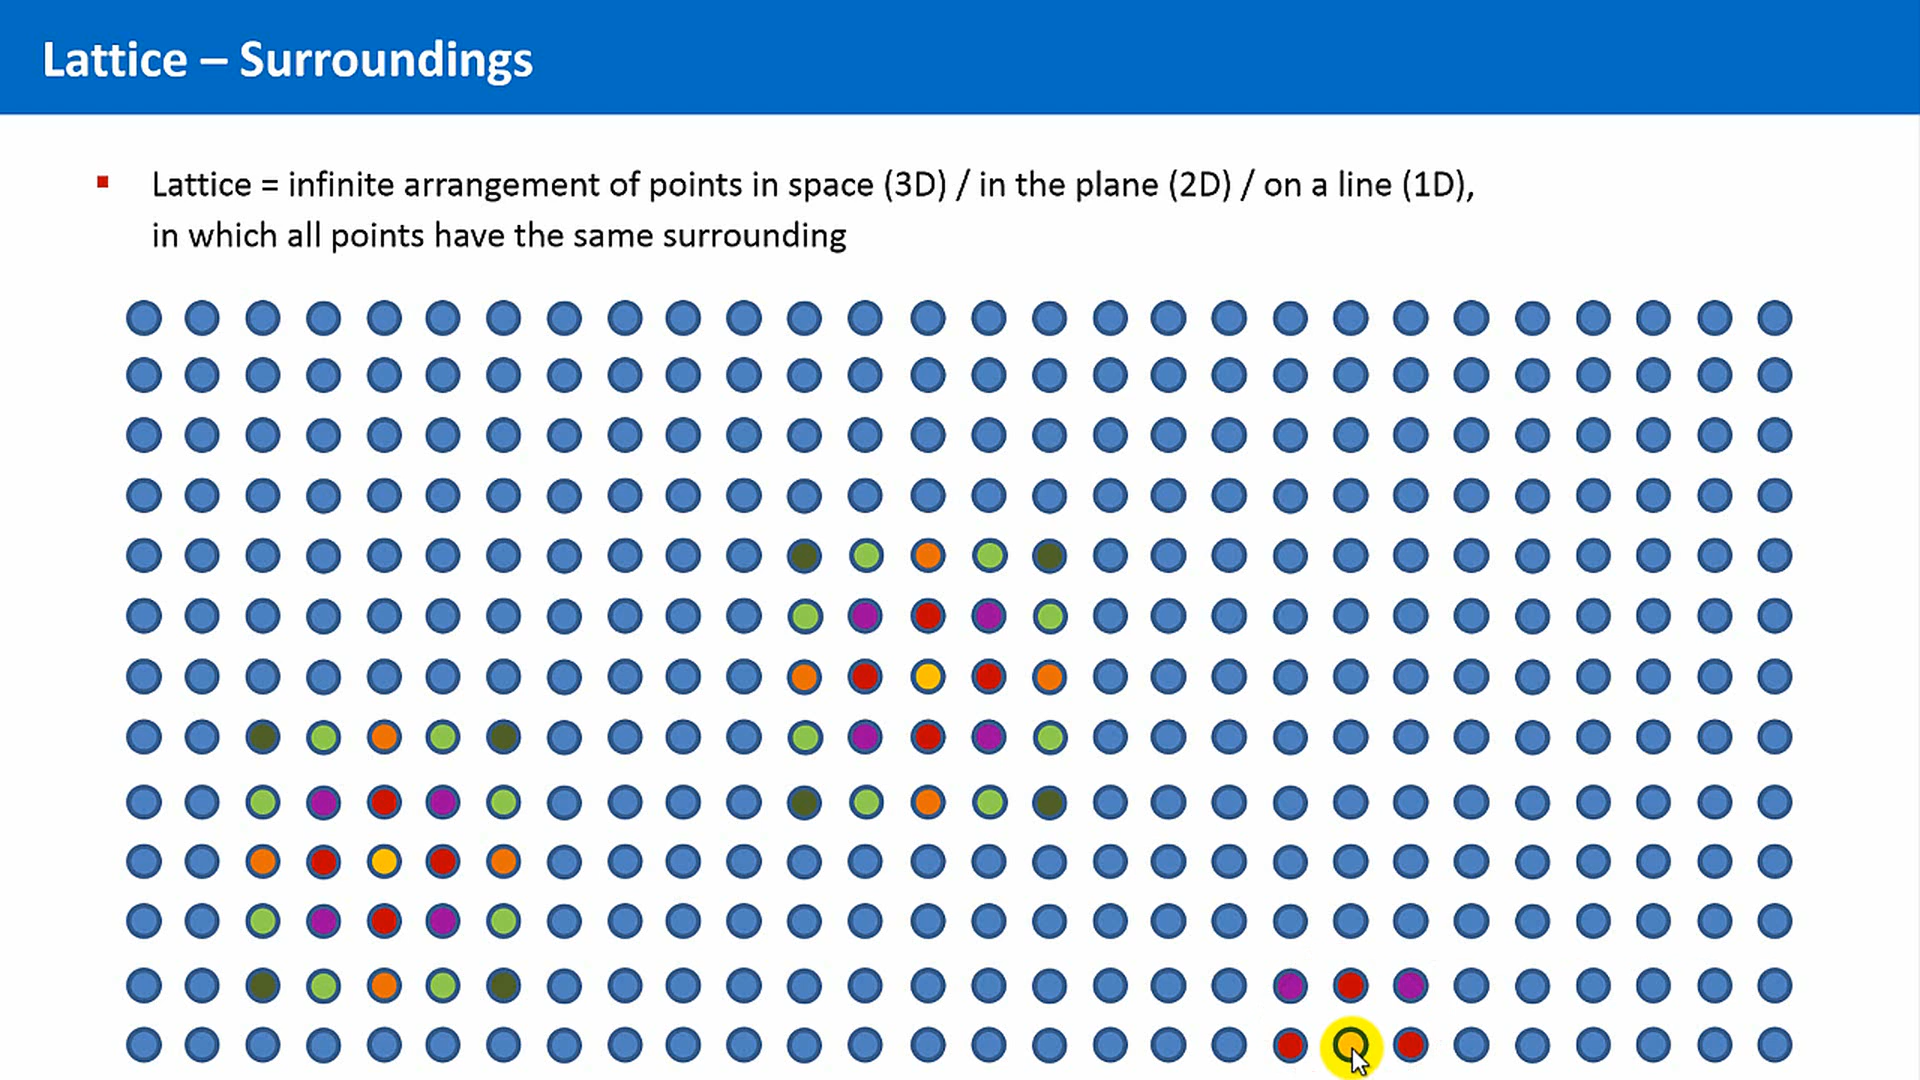 Lattice – Surroundings
Lattice = infinite arrangement of points in space (3D) / in the plane (2D) / on a line (1D),
in which all points have the same surrounding